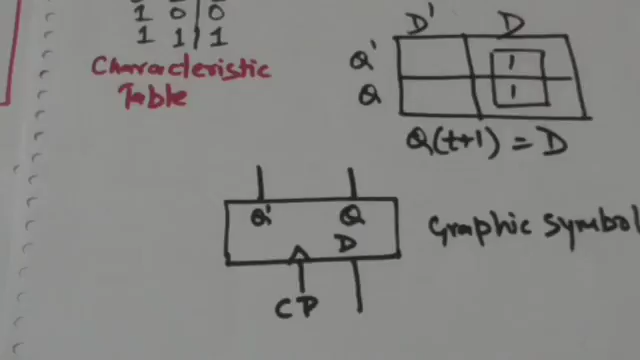 1 0 0
1 1 1
Characteristic
Table
D' D
Q' 1
Q 1
Q(t+1) = D
Q' Q
D
CP
Graphic Symbol